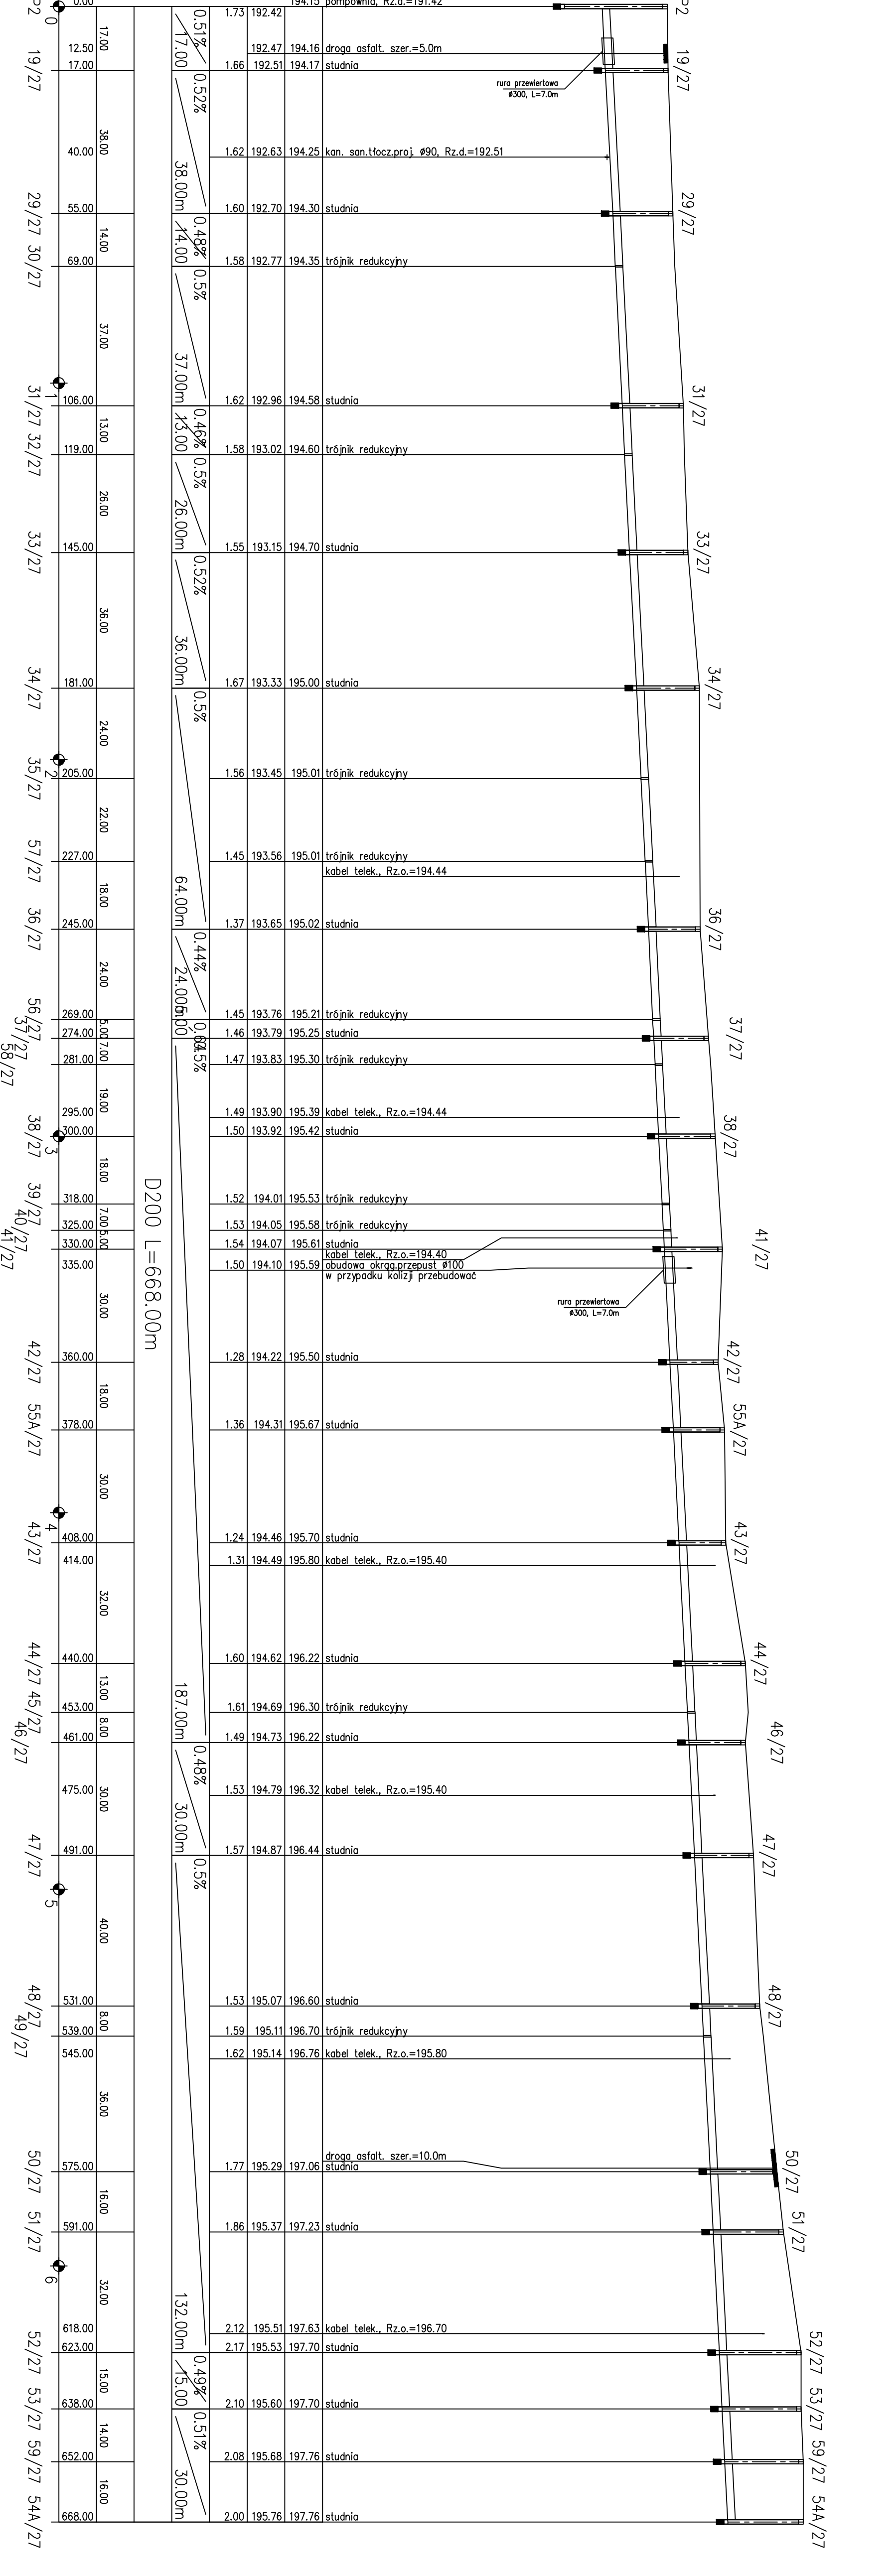 0.00 1.73 192.42 194.15 pompownia, Rz.d.=191.42
P2 0 P2
17.00 0.51% 17.00
12.50 192.47 194.16 droga asfalt. szer.=5.0m
19/27 17.00 1.66 192.51 194.17 studnia 19/27
rura przewiertowa
ø300, L=7.0m
38.00 0.52% 38.00m
40.00 1.62 192.63 194.25 kan. san.tłocz.proj. ø90, Rz.d.=192.51
29/27 55.00 1.60 192.70 194.30 studnia 29/27
14.00 0.48% 14.00
30/27 69.00 1.58 192.77 194.35 trójnik redukcyjny
37.00 0.5% 37.00m
1
31/27 106.00 1.62 192.96 194.58 studnia 31/27
13.00 0.46% 13.00
32/27 119.00 1.58 193.02 194.60 trójnik redukcyjny
26.00 0.5% 26.00m
33/27 145.00 1.55 193.15 194.70 studnia 33/27
36.00 0.52% 36.00m
34/27 181.00 1.67 193.33 195.00 studnia 34/27
24.00 0.5% 64.00m
2
35/27 205.00 1.56 193.45 195.01 trójnik redukcyjny
22.00
57/27 227.00 1.45 193.56 195.01 trójnik redukcyjny
kabel telek., Rz.o.=194.44
18.00
36/27 245.00 1.37 193.65 195.02 studnia 36/27
24.00 0.44% 24.00
56/27 269.00 1.45 193.76 195.21 trójnik redukcyjny
5.00
37/27 274.00 1.46 193.79 195.25 studnia 37/27
7.00 0.5% 187.00m
58/27 281.00 1.47 193.83 195.30 trójnik redukcyjny
19.00
295.00 1.49 193.90 195.39 kabel telek., Rz.o.=194.44
38/27 300.00 1.50 193.92 195.42 studnia 38/27
3
18.00
39/27 318.00 1.52 194.01 195.53 trójnik redukcyjny
7.00
40/27 325.00 1.53 194.05 195.58 trójnik redukcyjny
5.00
41/27 330.00 1.54 194.07 195.61 studnia 41/27
kabel telek., Rz.o.=194.40
335.00 1.50 194.10 195.59 obudowa okrąg.przepust Ø100
w przypadku kolizji przebudować
rura przewiertowa
ø300, L=7.0m
D200 L=668.00m
30.00
42/27 360.00 1.28 194.22 195.50 studnia 42/27
18.00
55A/27 378.00 1.36 194.31 195.67 studnia 55A/27
30.00
4
43/27 408.00 1.24 194.46 195.70 studnia 43/27
414.00 1.31 194.49 195.80 kabel telek., Rz.o.=195.40
32.00
44/27 440.00 1.60 194.62 196.22 studnia 44/27
13.00
45/27 453.00 1.61 194.69 196.30 trójnik redukcyjny
8.00
46/27 461.00 1.49 194.73 196.22 studnia 46/27
30.00 0.48% 30.00m
475.00 1.53 194.79 196.32 kabel telek., Rz.o.=195.40
47/27 491.00 1.57 194.87 196.44 studnia 47/27
5
40.00 0.5% 132.00m
48/27 531.00 1.53 195.07 196.60 studnia 48/27
8.00
49/27 539.00 1.59 195.11 196.70 trójnik redukcyjny
545.00 1.62 195.14 196.76 kabel telek., Rz.o.=195.80
36.00
droga asfalt. szer.=10.0m
50/27 575.00 1.77 195.29 197.06 studnia 50/27
16.00
51/27 591.00 1.86 195.37 197.23 studnia 51/27
6
32.00
618.00 2.12 195.51 197.63 kabel telek., Rz.o.=196.70
52/27 623.00 2.17 195.53 197.70 studnia 52/27
15.00 0.49% 15.00
53/27 638.00 2.10 195.60 197.70 studnia 53/27
14.00 0.51% 30.00m
59/27 652.00 2.08 195.68 197.76 studnia 59/27
16.00
54A/27 668.00 2.00 195.76 197.76 studnia 54A/27